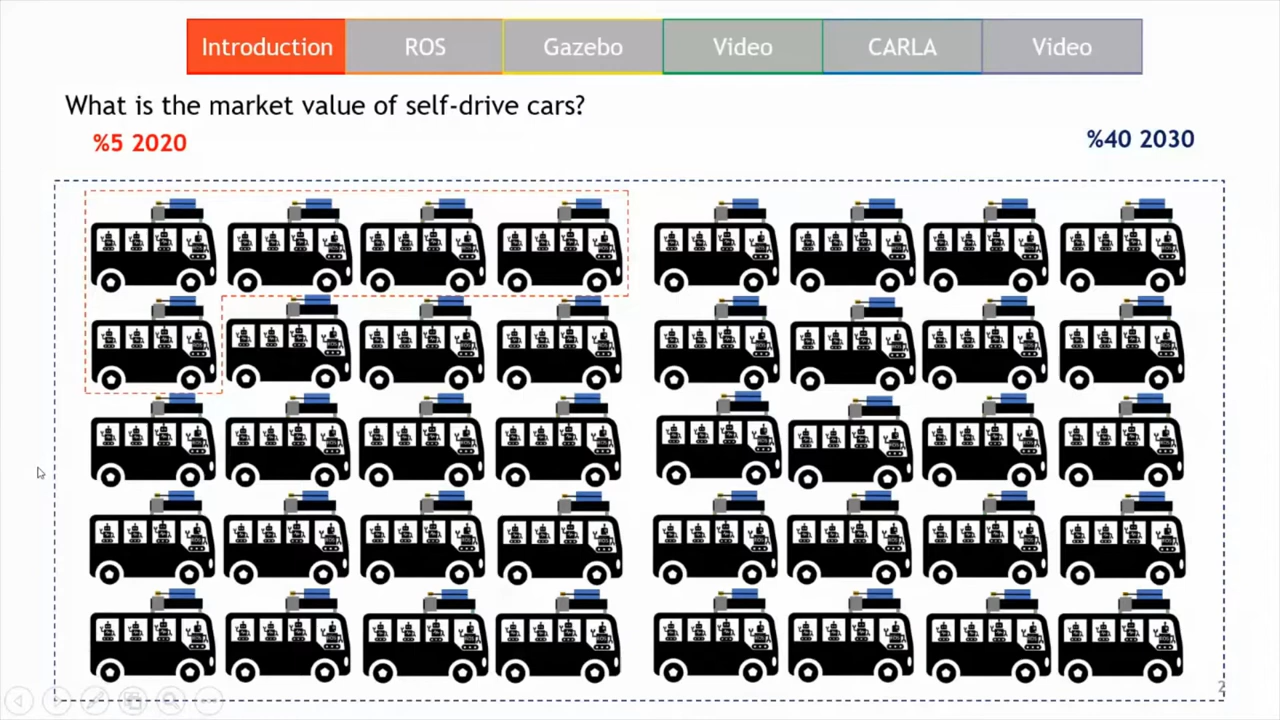 Introduction
ROS
Gazebo
Video
CARLA
Video
What is the market value of self-drive cars?
%5 2020
%40 2030
2